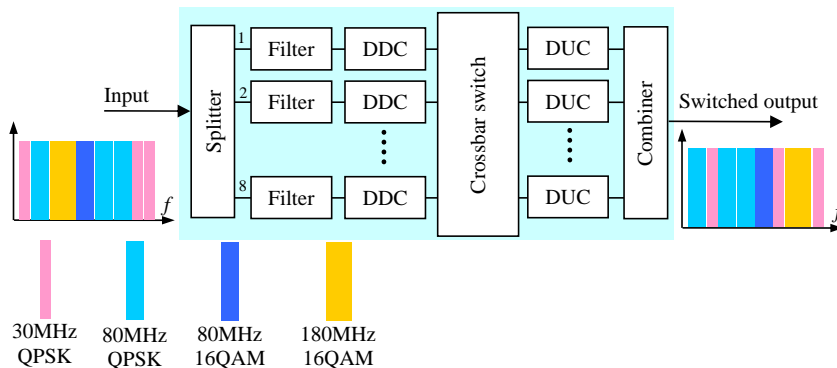 1
Filter
DDC
DUC
Input
2
Filter
DDC
DUC
Switched output
Splitter
Crossbar switch
Combiner
8
Filter
DDC
DUC
f
f
30MHz
QPSK
80MHz
QPSK
80MHz
16QAM
180MHz
16QAM